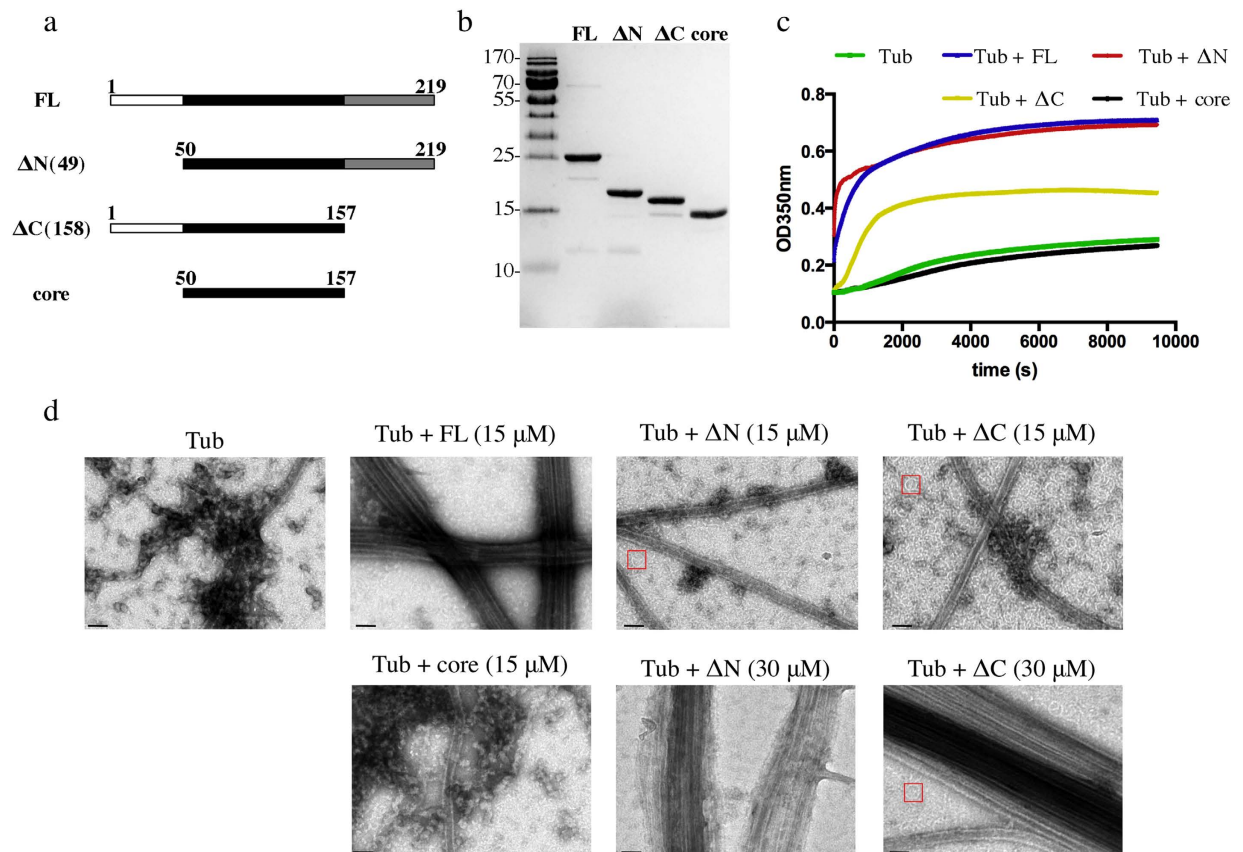 a
1 219
FL
50 219
ΔN(49)
1 157
ΔC(158)
50 157
core
b
FL ΔN ΔC core
170
70
55
25
15
10
c
Tub Tub + FL Tub + ΔN
Tub + ΔC Tub + core
0.8
0.6
0.4
0.2
0.0
OD350nm
0 2000 4000 6000 8000 10000
time (s)
d
Tub
Tub + FL (15 μM)
Tub + ΔN (15 μM)
Tub + ΔC (15 μM)
Tub + core (15 μM)
Tub + ΔN (30 μM)
Tub + ΔC (30 μM)